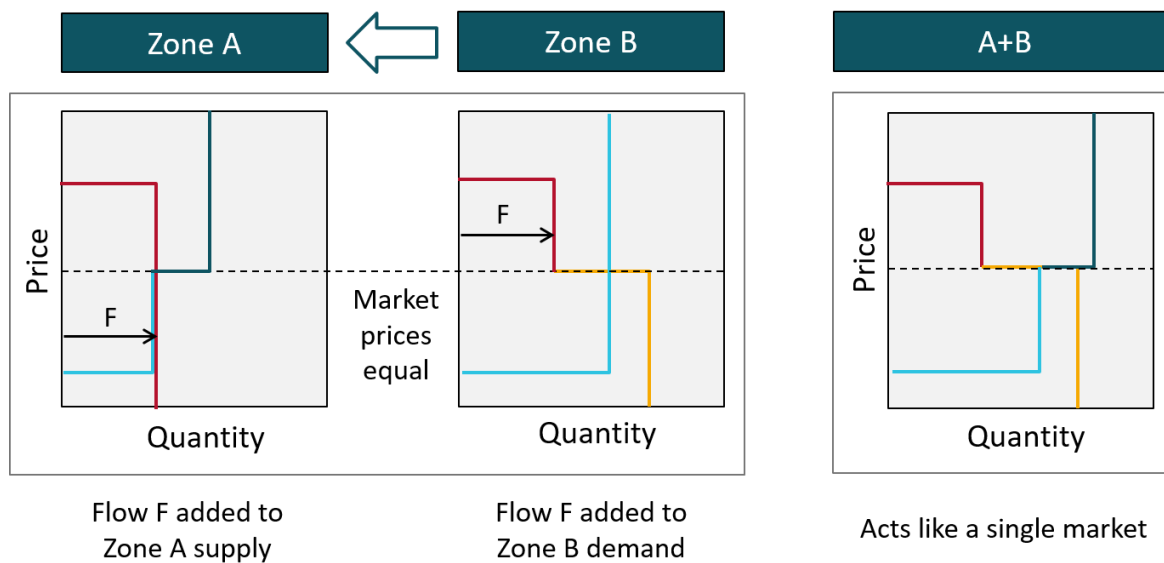 Zone A
Zone B
A+B
Price
F
Quantity
Market
prices
equal
F
Quantity
Price
Quantity
Flow F added to
Zone A supply
Flow F added to
Zone B demand
Acts like a single market